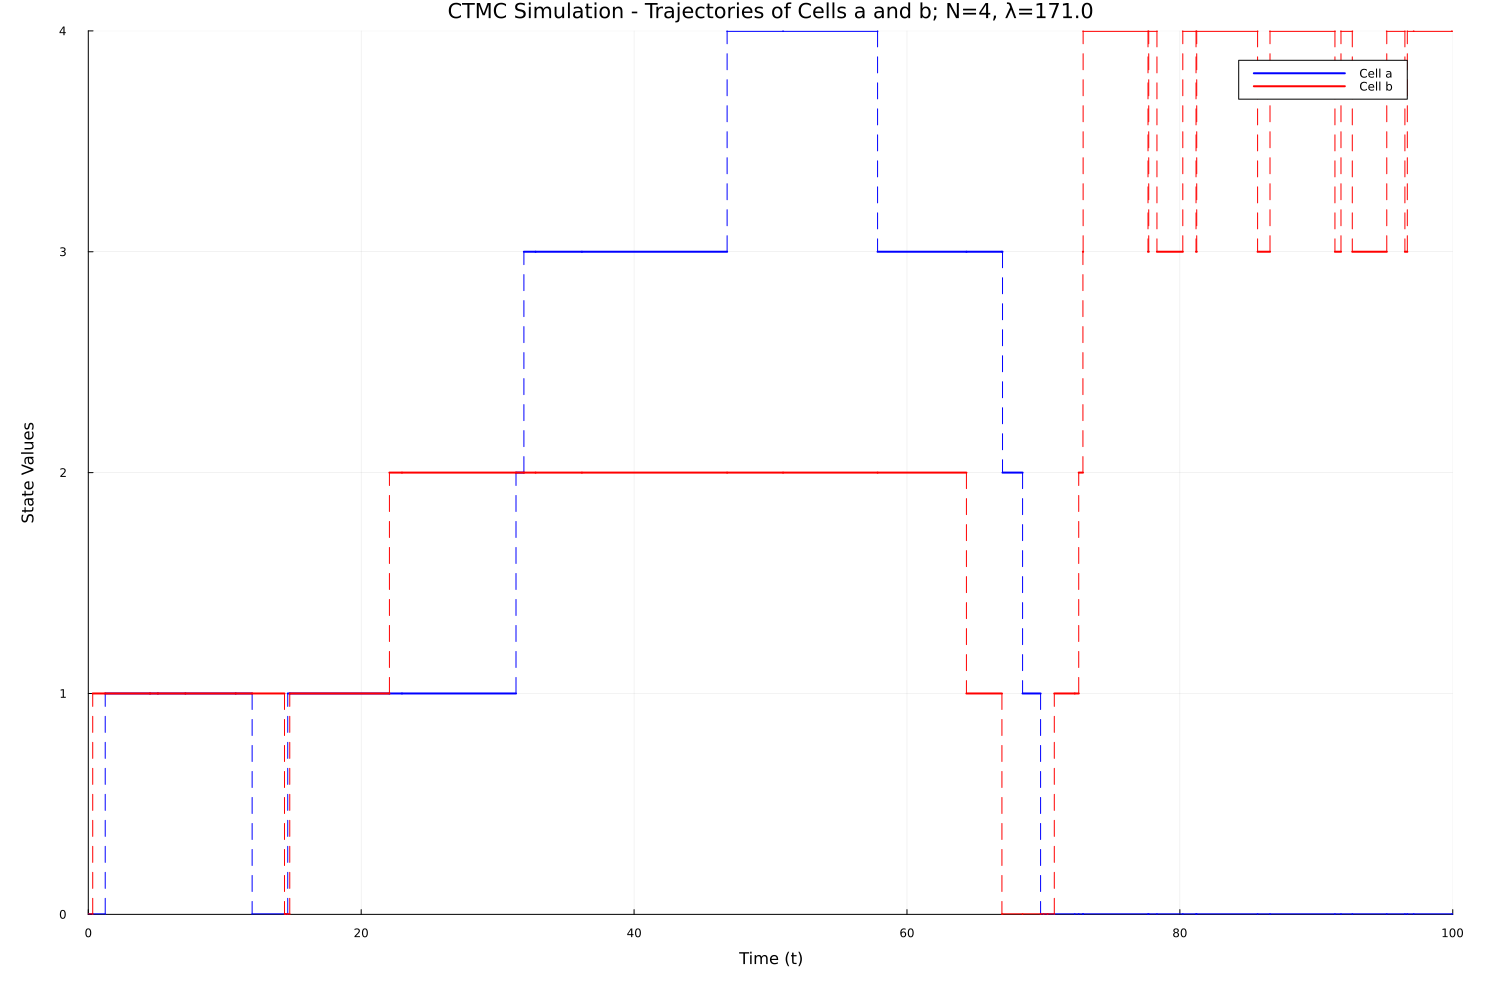 CTMC Simulation - Trajectories of Cells a and b; N=4, λ=171.0
4
Cell a
Cell b
3
State Values
2
1
0
0 20 40 60 80 100
Time (t)